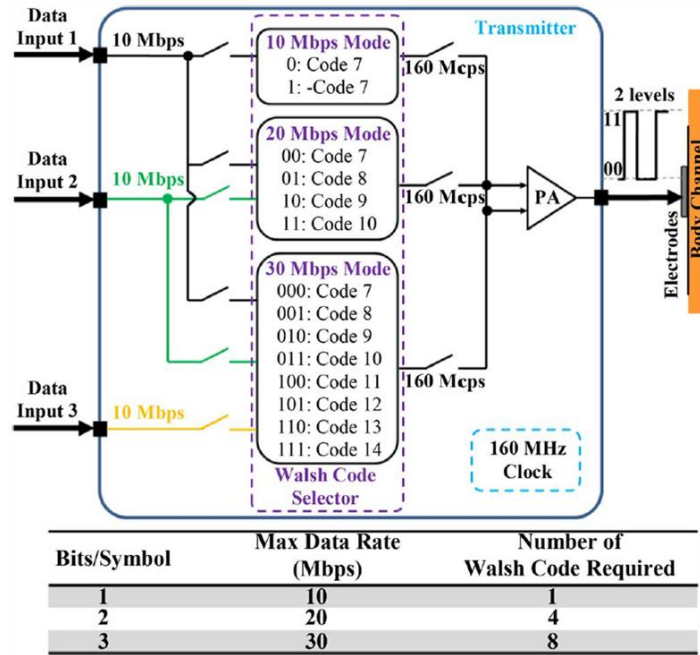 Data
Input 1
10 Mbps
10 Mbps Mode
0: Code 7
1: -Code 7
160 Mcps
Transmitter
2 levels
11
00
Data
Input 2
10 Mbps
20 Mbps Mode
00: Code 7
01: Code 8
10: Code 9
11: Code 10
160 Mcps
PA
Electrodes
Body Channel
30 Mbps Mode
000: Code 7
001: Code 8
010: Code 9
011: Code 10
100: Code 11
101: Code 12
110: Code 13
111: Code 14
160 Mcps
Data
Input 3
10 Mbps
Walsh Code
Selector
160 MHz
Clock
Bits/Symbol
Max Data Rate
(Mbps)
Number of
Walsh Code Required
1 10 1
2 20 4
3 30 8